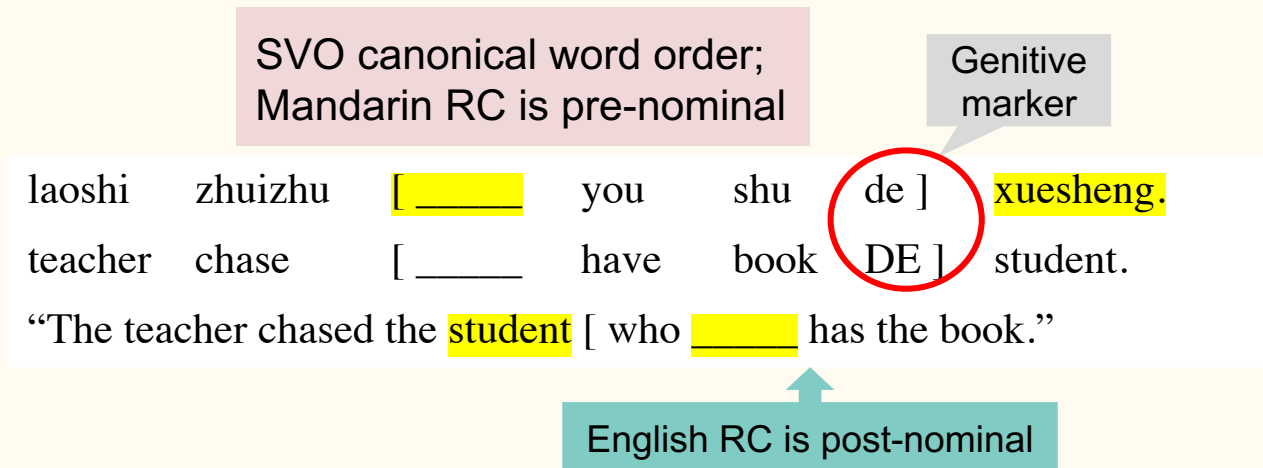 SVO canonical word order;
Mandarin RC is pre-nominal
Genitive
marker
laoshi zhuizhu [ _____ you shu de ] xuesheng.
teacher chase [ _____ have book DE ] student.
“The teacher chased the student [ who _____ has the book.”
English RC is post-nominal